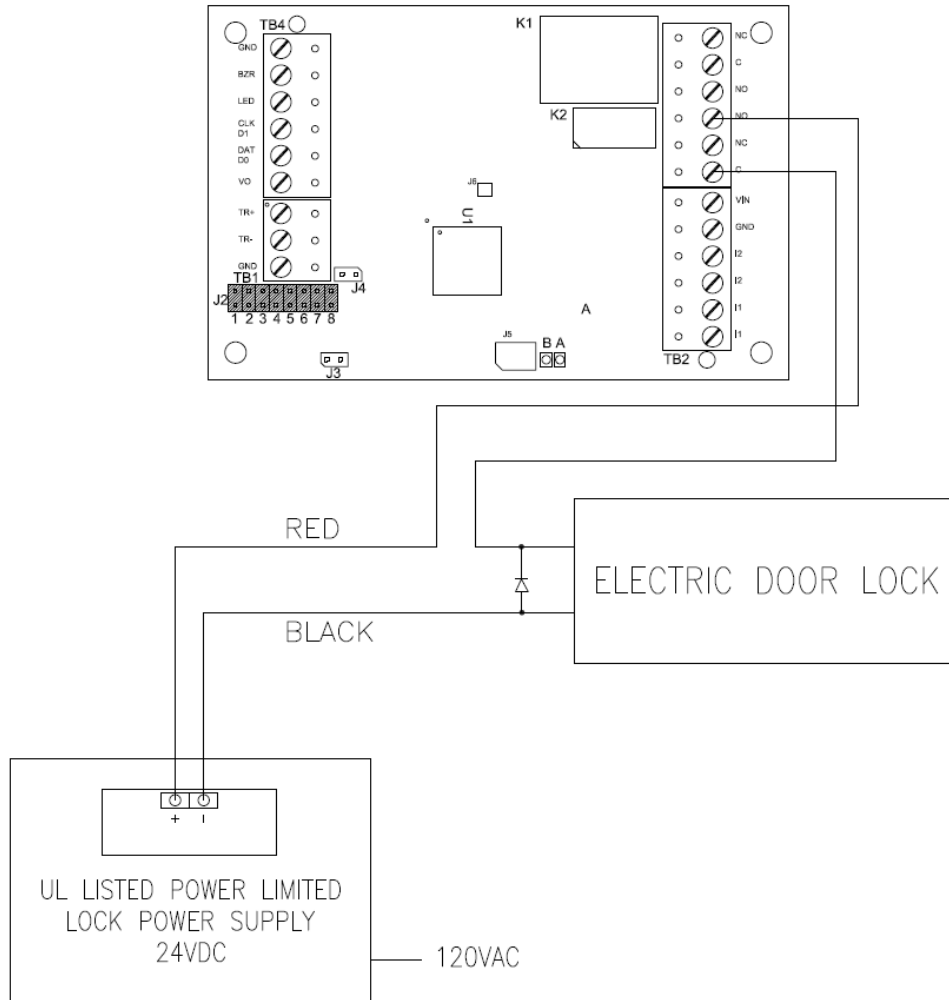 TB4
K1
GND
NC
BZR
C
LED
NO
CLK
D1
K2
NO
DAT
D0
NC
VO
J6
C
U1
VIN
TR+
GND
TR-
I2
GND
I2
TB1
J4
J2
A
I1
1 2 3 4 5 6 7 8
J5
B A
I1
J3
TB2
RED
ELECTRIC DOOR LOCK
BLACK
+ -
UL LISTED POWER LIMITED
LOCK POWER SUPPLY
24VDC
120VAC